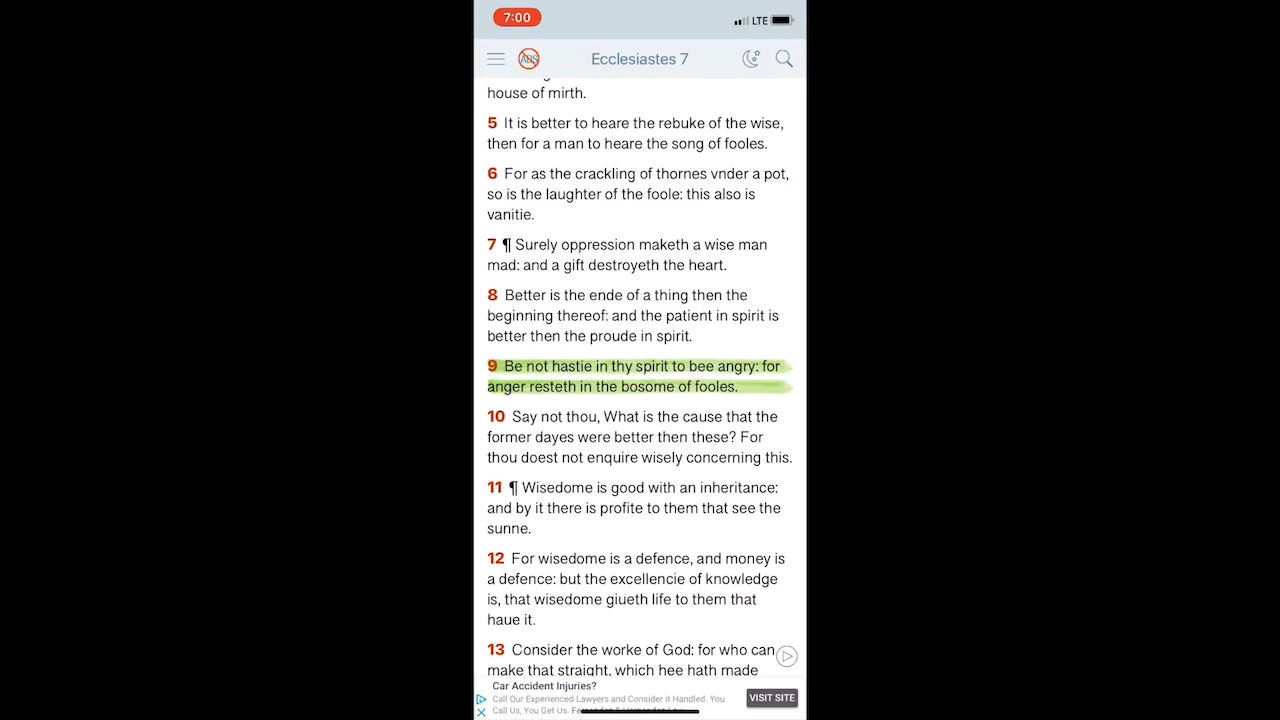 7:00
LTE
ADS
Ecclesiastes 7
house of mirth.
5 It is better to heare the rebuke of the wise,
then for a man to heare the song of fooles.
6 For as the crackling of thornes vnder a pot,
so is the laughter of the foole: this also is
vanitie.
7 ¶ Surely oppression maketh a wise man
mad: and a gift destroyeth the heart.
8 Better is the ende of a thing then the
beginning thereof: and the patient in spirit is
better then the proude in spirit.
9 Be not hastie in thy spirit to bee angry: for
anger resteth in the bosome of fooles.
10 Say not thou, What is the cause that the
former dayes were better then these? For
thou doest not enquire wisely concerning this.
11 ¶ Wisedome is good with an inheritance:
and by it there is profite to them that see the
sunne.
12 For wisedome is a defence, and money is
a defence: but the excellencie of knowledge
is, that wisedome giueth life to them that
haue it.
13 Consider the worke of God: for who can
make that straight, which hee hath made
Car Accident Injuries?
Call Our Experienced Lawyers and Consider it Handled. You
Call Us, You Get Us.
VISIT SITE